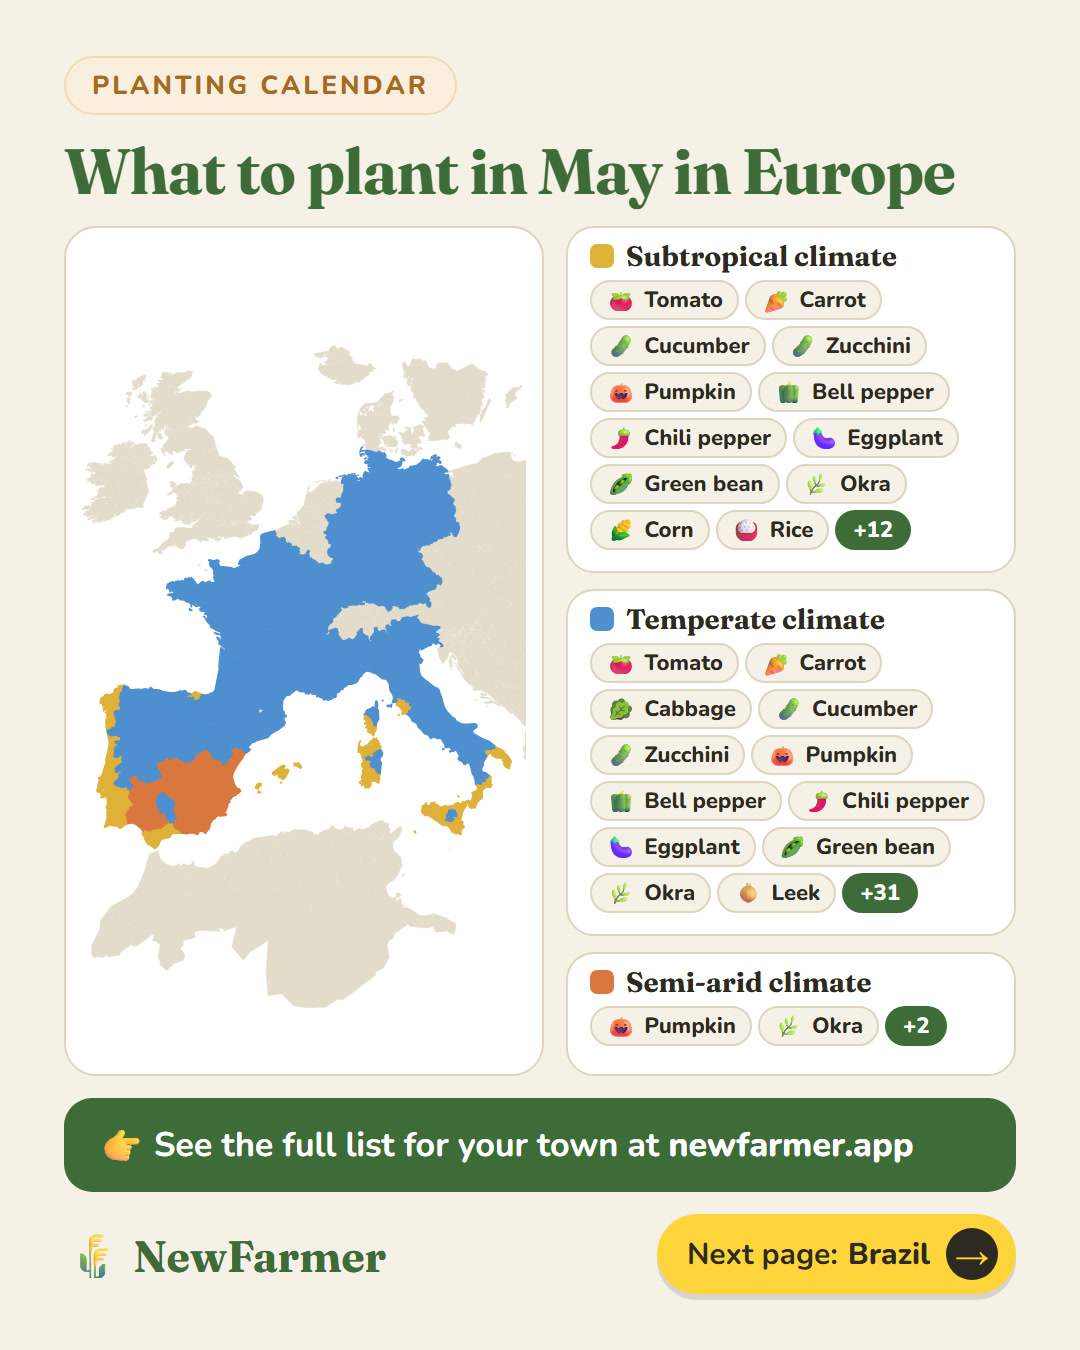 PLANTING CALENDAR
What to plant in May in Europe
Subtropical climate
Tomato Carrot
Cucumber Zucchini
Pumpkin Bell pepper
Chili pepper Eggplant
Green bean Okra
Corn Rice +12
Temperate climate
Tomato Carrot
Cabbage Cucumber
Zucchini Pumpkin
Bell pepper Chili pepper
Eggplant Green bean
Okra Leek +31
Semi-arid climate
Pumpkin Okra +2
👉 See the full list for your town at newfarmer.app
NewFarmer
Next page: Brazil →